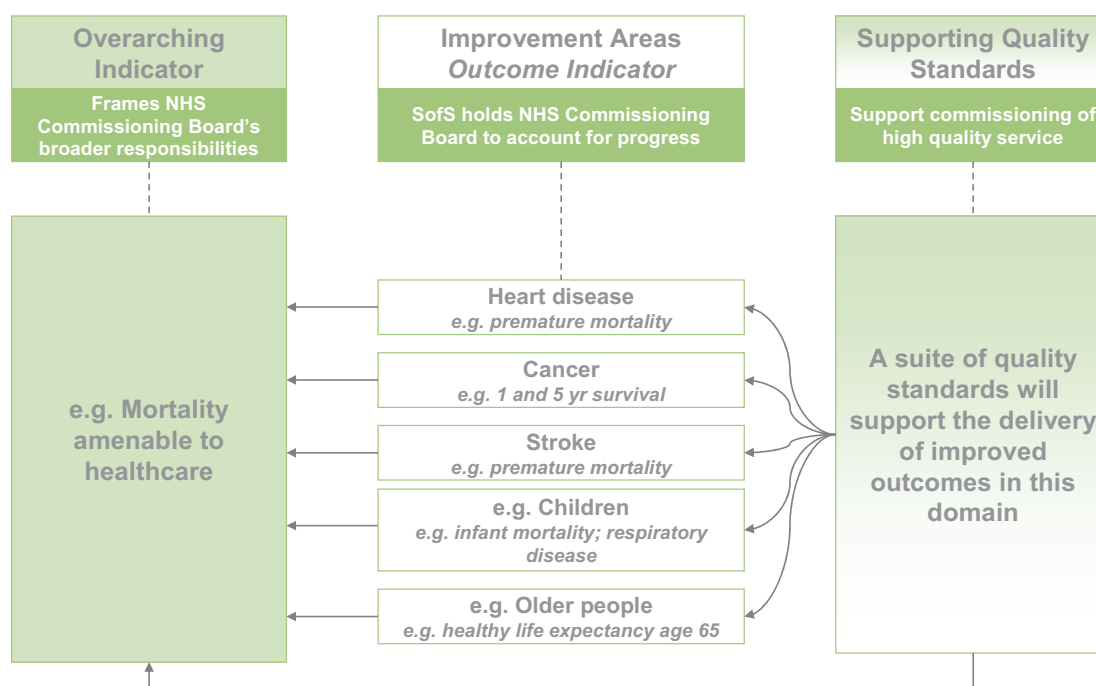 Overarching
Indicator
Frames NHS
Commissioning Board's
broader responsibilities
Improvement Areas
Outcome Indicator
SofS holds NHS Commissioning
Board to account for progress
Supporting Quality
Standards
Support commissioning of
high quality service
e.g. Mortality
amenable to
healthcare
Heart disease
e.g. premature mortality
Cancer
e.g. 1 and 5 yr survival
Stroke
e.g. premature mortality
e.g. Children
e.g. infant mortality; respiratory
disease
e.g. Older people
e.g. healthy life expectancy age 65
A suite of quality
standards will
support the delivery
of improved
outcomes in this
domain